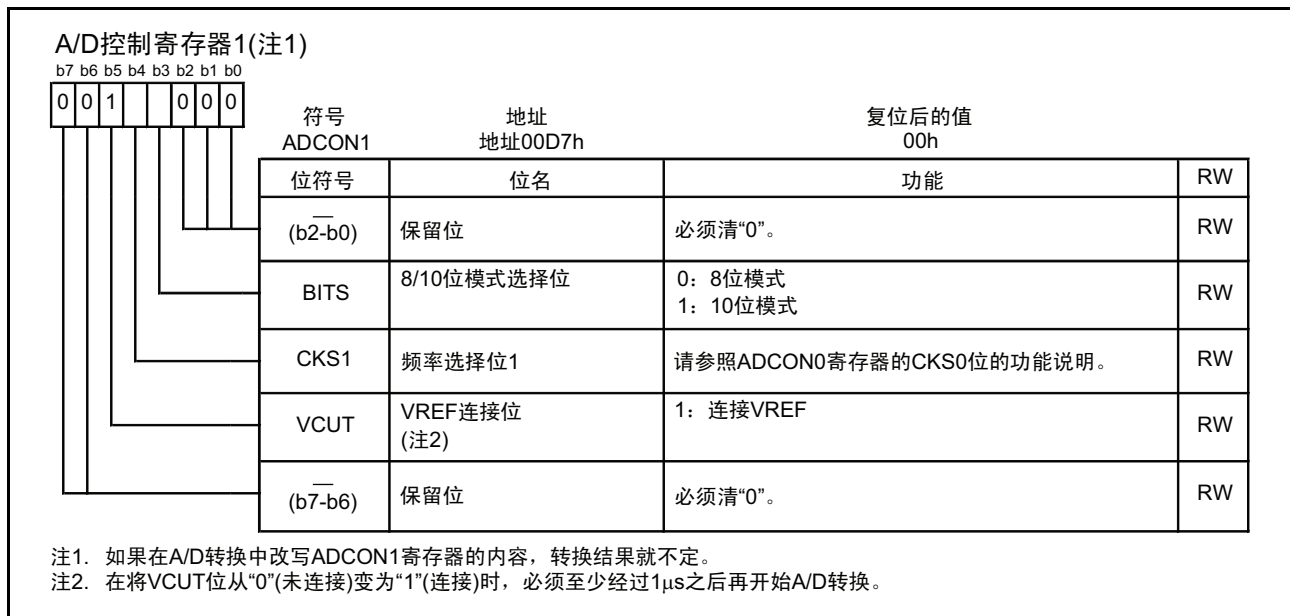 A/D控制寄存器1(注1)
b7 b6 b5 b4 b3 b2 b1 b0
0 0 1 0 0 0
符号 地址 复位后的值
ADCON1 地址00D7h 00h
位符号 位名 功能 RW
—
(b2-b0) 保留位 必须清“0”。 RW
BITS 8/10位模式选择位 0：8位模式
1：10位模式 RW
CKS1 频率选择位1 请参照ADCON0寄存器的CKS0位的功能说明。 RW
VCUT VREF连接位
(注2) 1：连接VREF RW
—
(b7-b6) 保留位 必须清“0”。 RW
注1. 如果在A/D转换中改写ADCON1寄存器的内容，转换结果就不定。
注2. 在将VCUT位从“0”(未连接)变为“1”(连接)时，必须至少经过1μs之后再开始A/D转换。